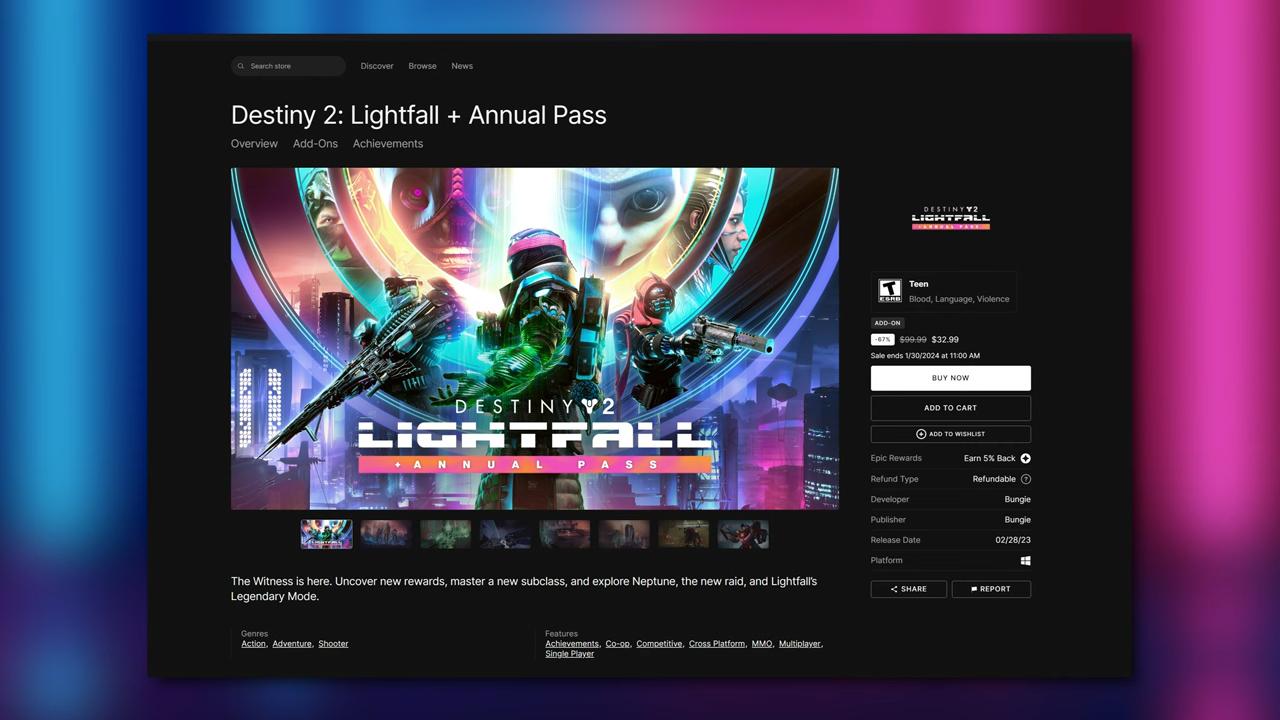 Search store
Discover
Browse
News
Destiny 2: Lightfall + Annual Pass
Overview
Add-Ons
Achievements
DESTINY 2
LIGHTFALL
+ ANNUAL PASS
DESTINY 2
LIGHTFALL
+ ANNUAL PASS
T
ESRB
Teen
Blood, Language, Violence
ADD-ON
-67% $99.99 $32.99
Sale ends 1/30/2024 at 11:00 AM
BUY NOW
ADD TO CART
ADD TO WISHLIST
Epic Rewards Earn 5% Back
Refund Type Refundable ?
Developer Bungie
Publisher Bungie
Release Date 02/28/23
Platform
SHARE
REPORT
LIGHTFALL
The Witness is here. Uncover new rewards, master a new subclass, and explore Neptune, the new raid, and Lightfall's
Legendary Mode.
Genres
Action, Adventure, Shooter
Features
Achievements, Co-op, Competitive, Cross Platform, MMO, Multiplayer,
Single Player